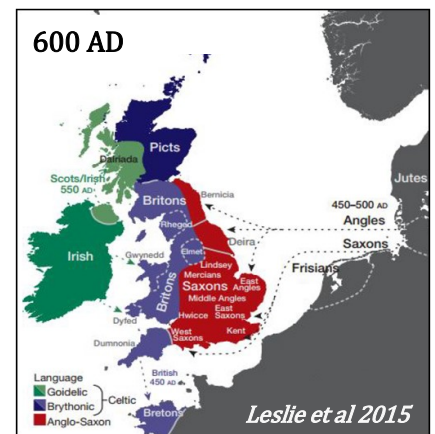 600 AD
Picts
Dalriada
Scots/Irish
550 AD
Britons
Bernicia
Rheged
Irish
Gwynedd
Elmet
Deira
Lindsey
Mercians
Saxons
East
Angles
Middle Angles
East
Saxons
Hwicce
Britons
Dyfed
West
Saxons
Kent
Dumnonia
British
450 AD
Bretons
Jutes
450–500 AD
Angles
Saxons
Frisians
Language
Goidelic
Brythonic
Celtic
Anglo-Saxon
Leslie et al 2015